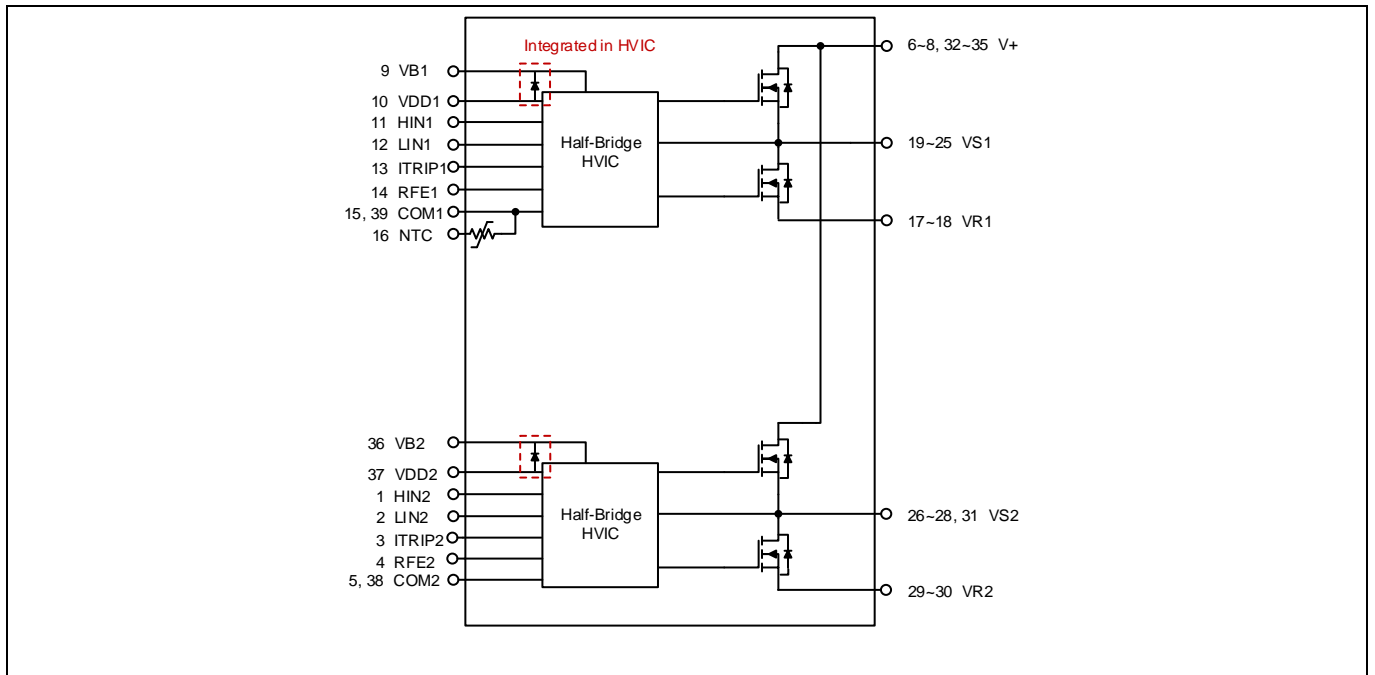 Integrated in HVIC
6~8, 32~35 V+
9 VB1
10 VDD1
11 HIN1
12 LIN1
13 ITRIP1
14 RFE1
15, 39 COM1
16 NTC
Half-Bridge
HVIC
19~25 VS1
17~18 VR1
36 VB2
37 VDD2
1 HIN2
2 LIN2
3 ITRIP2
4 RFE2
5, 38 COM2
Half-Bridge
HVIC
26~28, 31 VS2
29~30 VR2